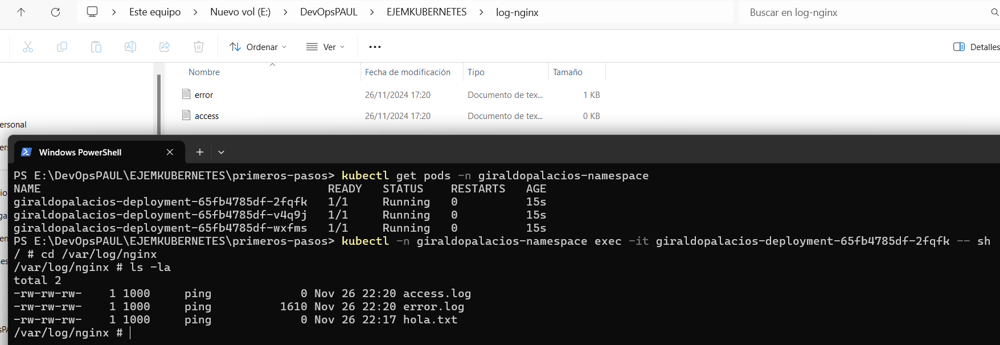 Este equipo > Nuevo vol (E:) > DevOpsPAUL > EJEMKUBERNETES > log-nginx Buscar en log-nginx
Ordenar Ver ••• Detalles
Nombre Fecha de modificación Tipo Tamaño
error 26/11/2024 17:20 Documento de tex... 1 KB
access 26/11/2024 17:20 Documento de tex... 0 KB
ersonal
Windows PowerShell
PS E:\DevOpsPAUL\EJEMKUBERNETES\primeros-pasos> kubectl get pods -n giraldopalacios-namespace
NAME READY STATUS RESTARTS AGE
giraldopalacios-deployment-65fb4785df-2fqfk 1/1 Running 0 15s
giraldopalacios-deployment-65fb4785df-v4q9j 1/1 Running 0 15s
giraldopalacios-deployment-65fb4785df-wxfms 1/1 Running 0 15s
PS E:\DevOpsPAUL\EJEMKUBERNETES\primeros-pasos> kubectl -n giraldopalacios-namespace exec -it giraldopalacios-deployment-65fb4785df-2fqfk -- sh
/ # cd /var/log/nginx
/var/log/nginx # ls -la
total 2
-rw-rw-rw- 1 1000 ping 0 Nov 26 22:20 access.log
-rw-rw-rw- 1 1000 ping 1610 Nov 26 22:20 error.log
-rw-rw-rw- 1 1000 ping 0 Nov 26 22:17 hola.txt
/var/log/nginx #